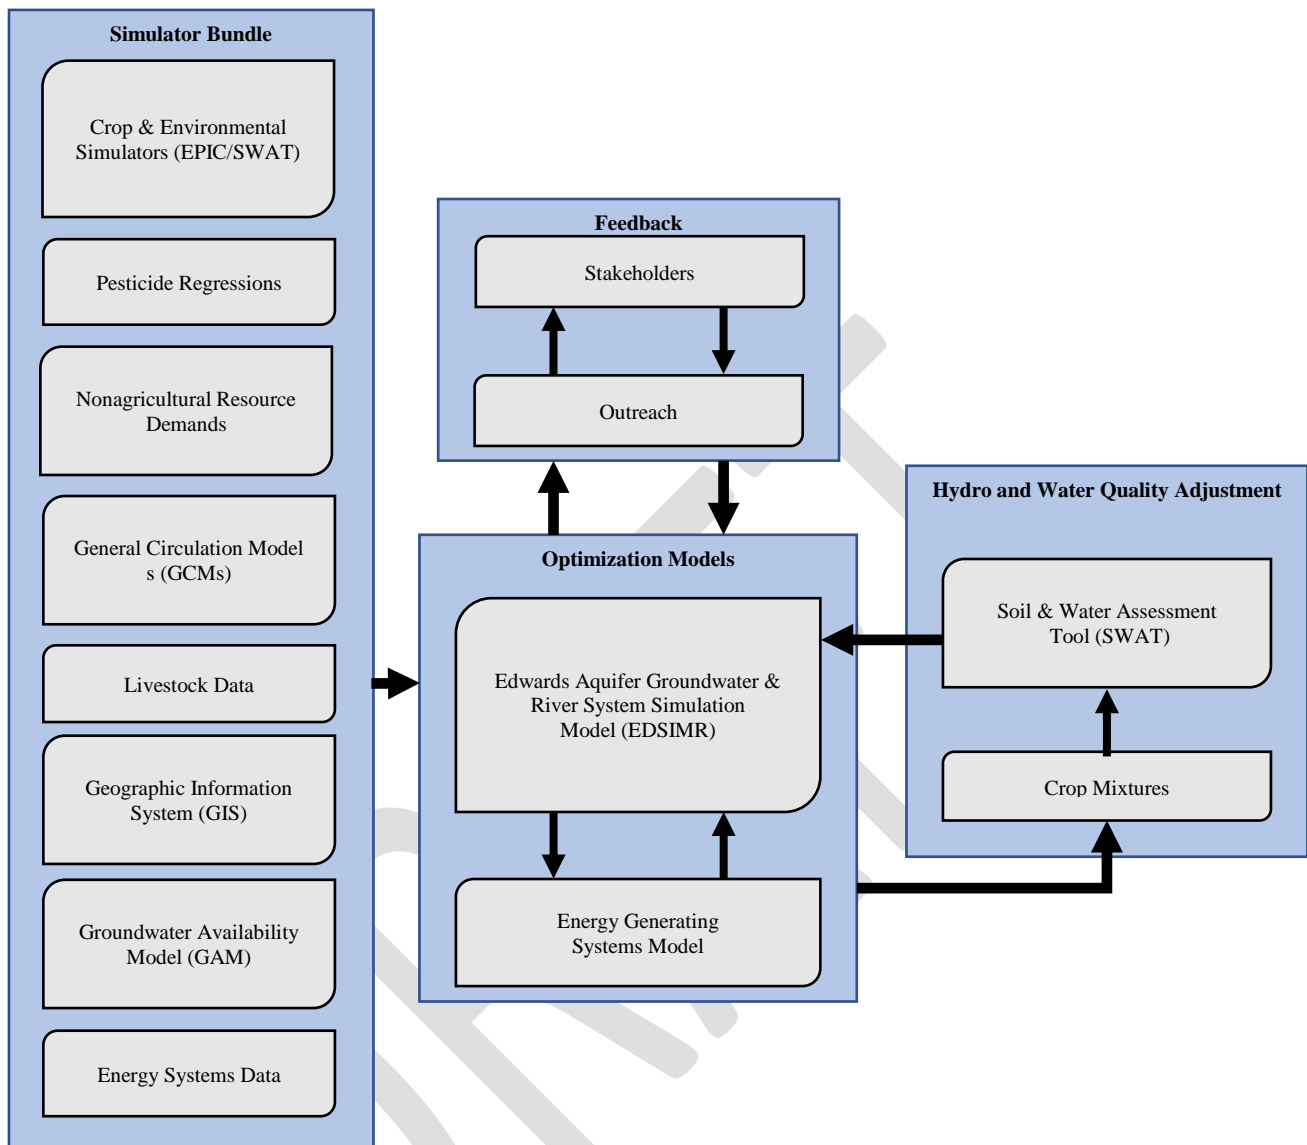 Simulator Bundle
Crop & Environmental
Simulators (EPIC/SWAT)
Pesticide Regressions
Nonagricultural Resource
Demands
General Circulation Model
s (GCMs)
Livestock Data
Geographic Information
System (GIS)
Groundwater Availability
Model (GAM)
Energy Systems Data
Feedback
Stakeholders
Outreach
Optimization Models
Edwards Aquifer Groundwater &
River System Simulation
Model (EDSIMR)
Energy Generating
Systems Model
Hydro and Water Quality Adjustment
Soil & Water Assessment
Tool (SWAT)
Crop Mixtures